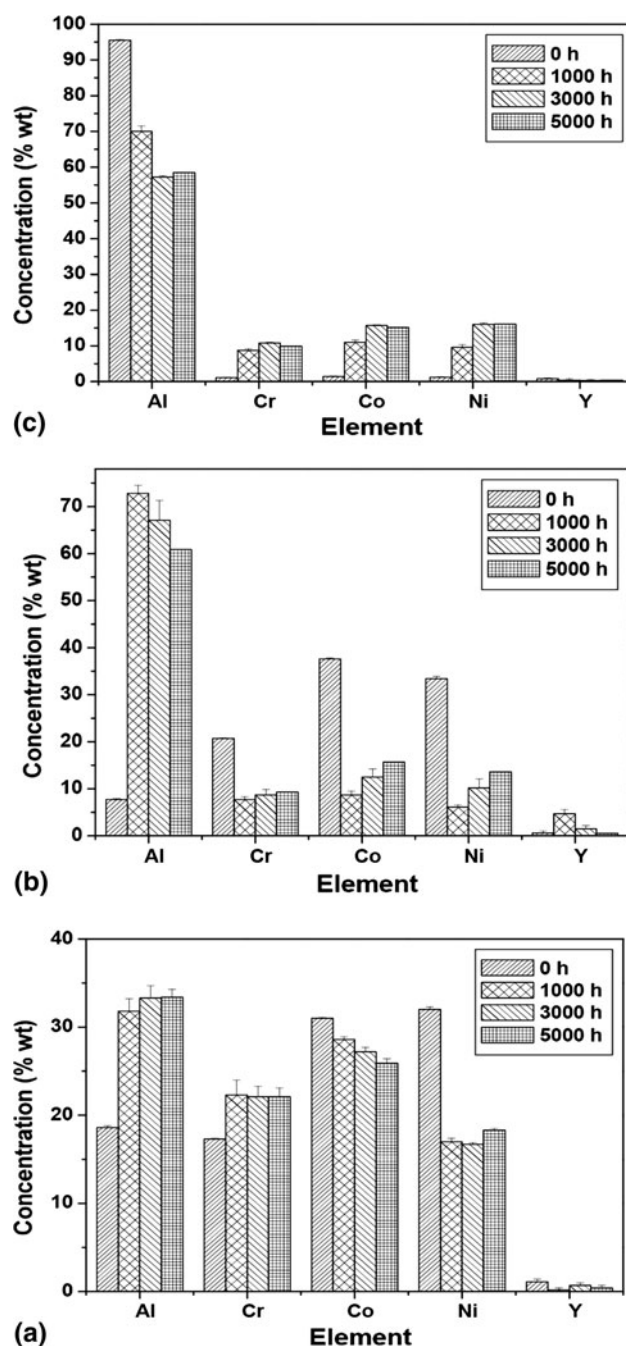 100
90
80
70
60
50
40
30
20
10
0
Concentration (% wt)
0 h
1000 h
3000 h
5000 h
Al Cr Co Ni Y
Element
(c)
70
60
50
40
30
20
10
0
Concentration (% wt)
0 h
1000 h
3000 h
5000 h
Al Cr Co Ni Y
Element
(b)
40
30
20
10
0
Concentration (% wt)
0 h
1000 h
3000 h
5000 h
Al Cr Co Ni Y
Element
(a)